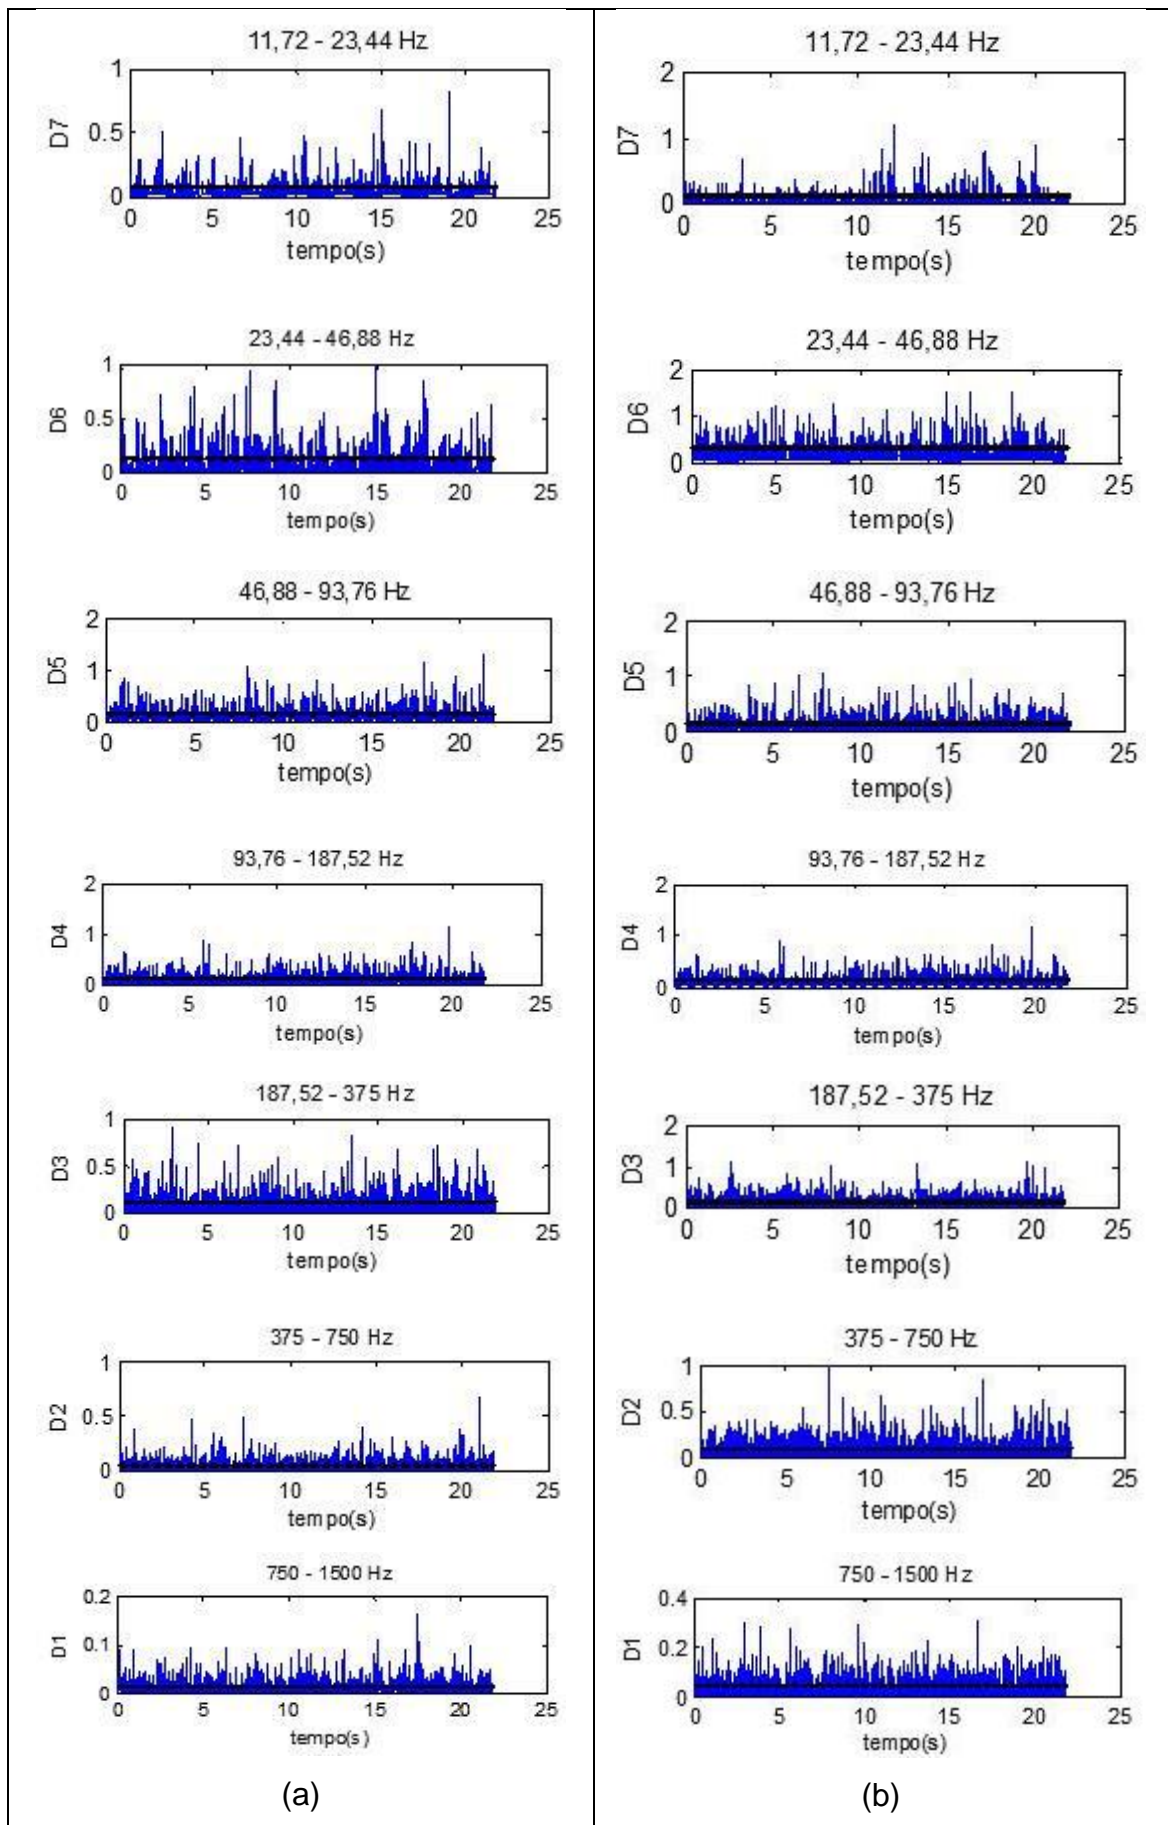 11,72 - 23,44 Hz
1
0.5
0
D7
0 5 10 15 20 25
tempo(s)
23,44 - 46,88 Hz
1
0.5
0
D6
0 5 10 15 20 25
tempo(s)
46,88 - 93,76 Hz
2
1
0
D5
0 5 10 15 20 25
tempo(s)
93,76 - 187,52 Hz
2
1
0
D4
0 5 10 15 20 25
tempo(s)
187,52 - 375 Hz
1
0.5
0
D3
0 5 10 15 20 25
tempo(s)
375 - 750 Hz
1
0.5
0
D2
0 5 10 15 20 25
tempo(s)
750 - 1500 Hz
0.2
0.1
0
D1
0 5 10 15 20 25
tempo(s)
(a)
11,72 - 23,44 Hz
2
1
0
D7
0 5 10 15 20 25
tempo(s)
23,44 - 46,88 Hz
2
1
0
D6
0 5 10 15 20 25
tempo(s)
46,88 - 93,76 Hz
2
1
0
D5
0 5 10 15 20 25
tempo(s)
93,76 - 187,52 Hz
2
1
0
D4
0 5 10 15 20 25
tempo(s)
187,52 - 375 Hz
2
1
0
D3
0 5 10 15 20 25
tempo(s)
375 - 750 Hz
1
0.5
0
D2
0 5 10 15 20 25
tempo(s)
750 - 1500 Hz
0.4
0.2
0
D1
0 5 10 15 20 25
tempo(s)
(b)